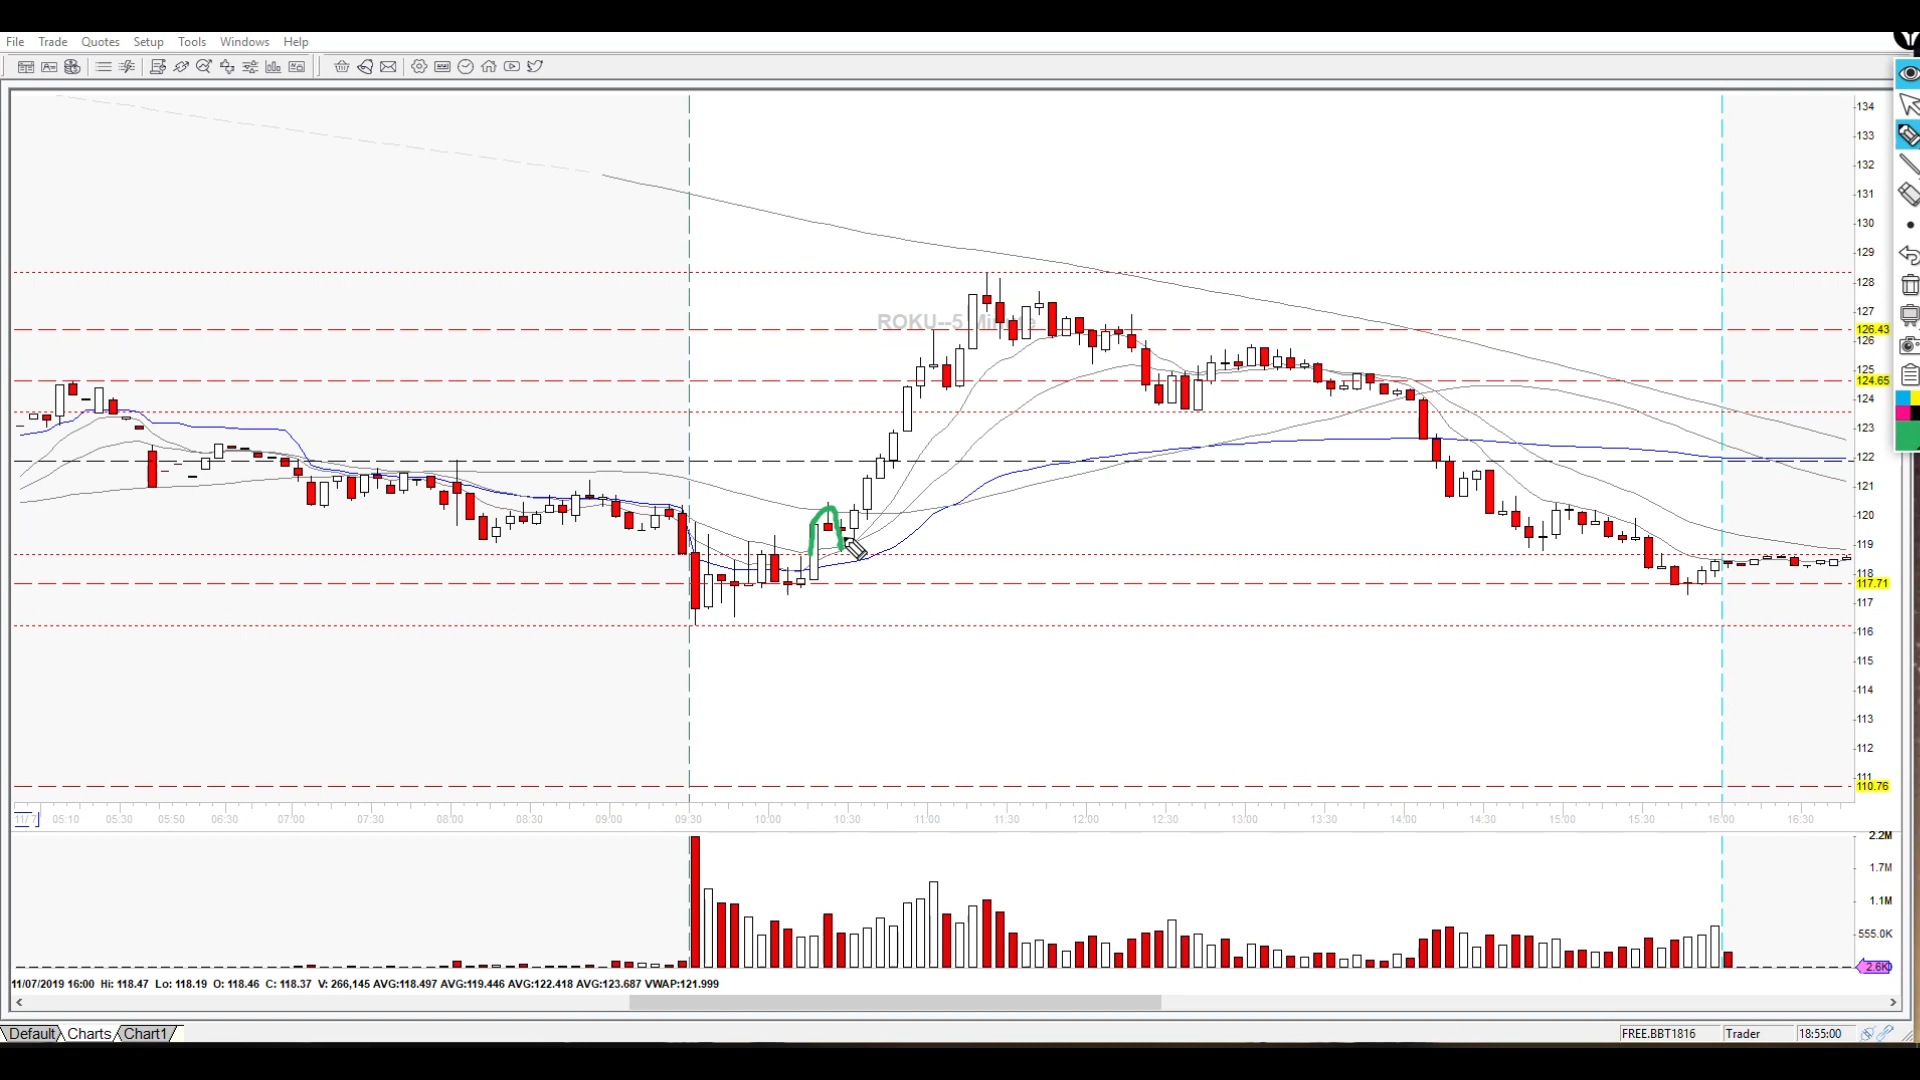 File Trade Quotes Setup Tools Windows Help
134
133
132
131
130
129
128
127
126.43
126
125
124.65
124
123
122
121
120
119
118
117.71
117
116
115
114
113
112
111
110.76
ROKU--5 Minute
11/7 05:10 05:30 05:50 06:30 07:00 07:30 08:00 08:30 09:00 09:30 10:00 10:30 11:00 11:30 12:00 12:30 13:00 13:30 14:00 14:30 15:00 15:30 16:00 16:30
2.2M
1.7M
1.1M
555.0K
2.6K
11/07/2019 16:00 Hi: 118.47 Lo: 118.19 O: 118.46 C: 118.37 V: 266,145 AVG:118.497 AVG:119.446 AVG:122.418 AVG:123.687 VWAP:121.999
Default Charts Chart1 FREE.BBT1816 Trader 18:55:00